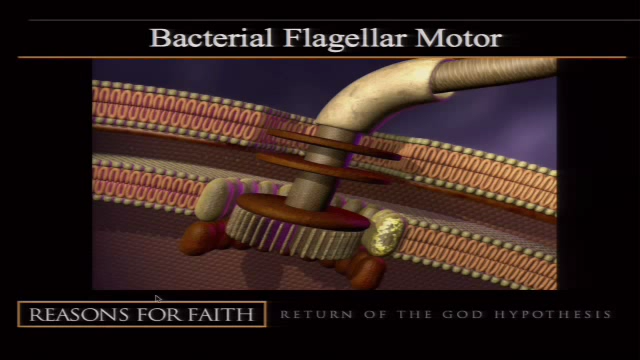 Bacterial Flagellar Motor
REASONS FOR FAITH
RETURN OF THE GOD HYPOTHESIS